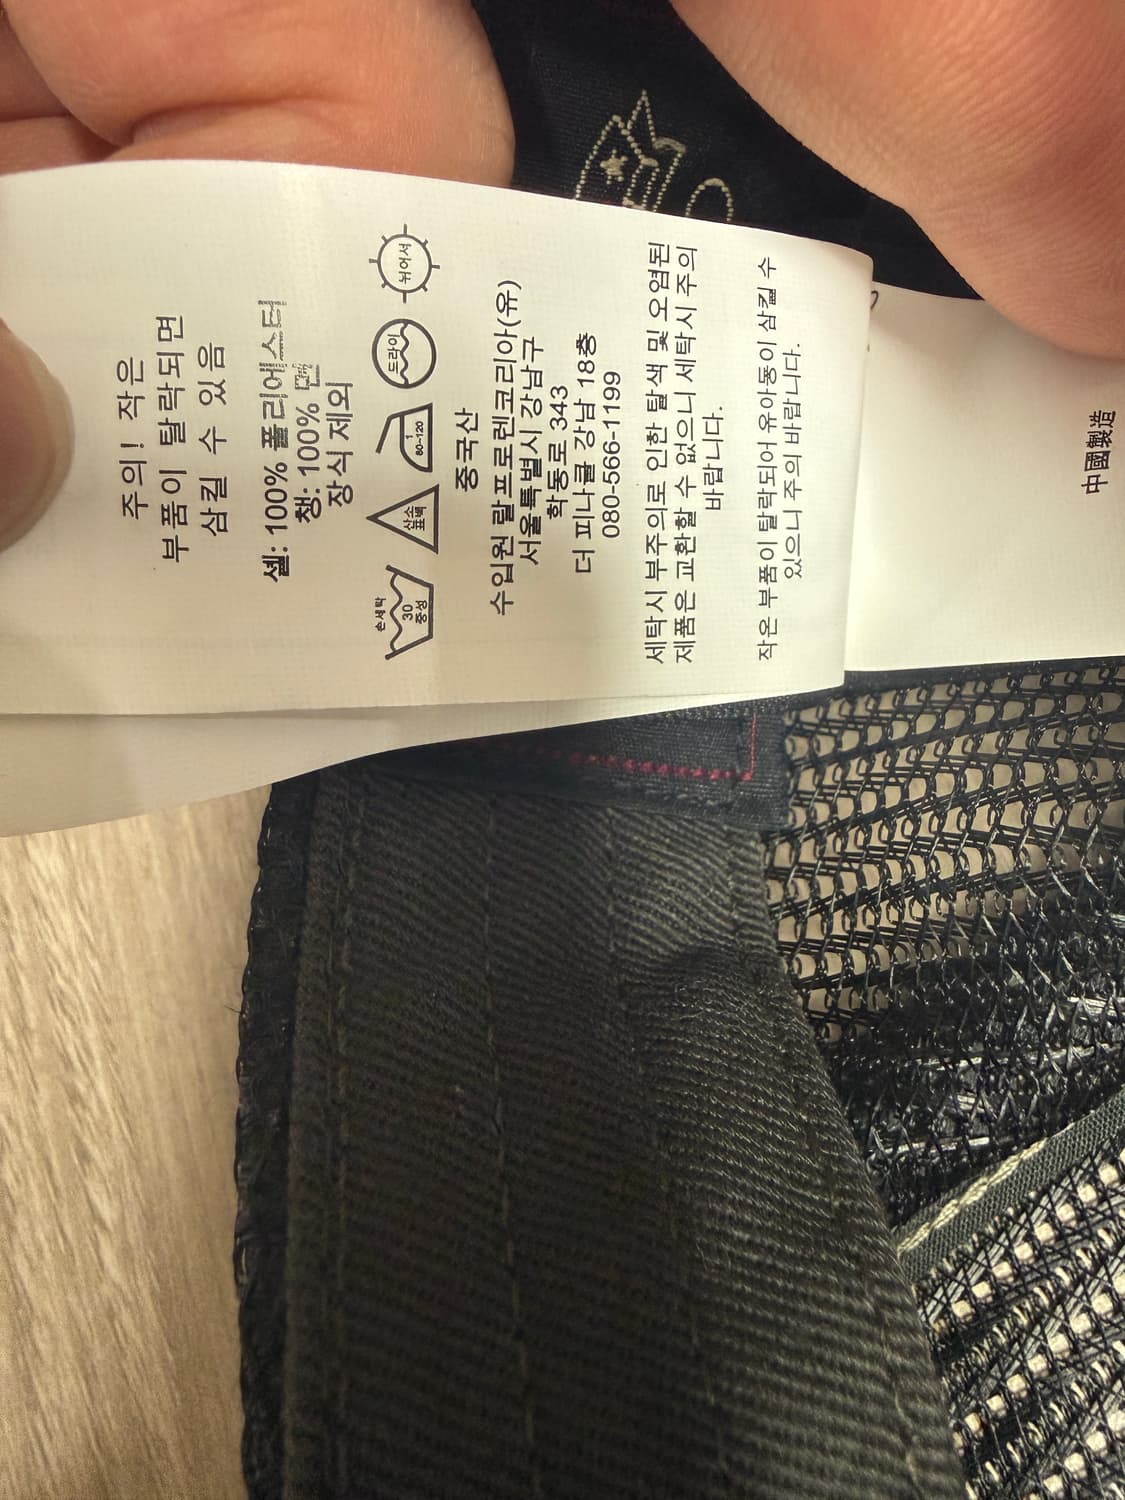 주의! 작은
부품이 탈락되면
삼킬 수 있음
셸: 100% 폴리에스터
챙: 100% 면
장식 제외
손세탁
30
중성
산소
표백
1
80-120
드라이
뉘어서
중국산
수입원 랄프로렌코리아(유)
서울특별시 강남구
학동로 343
더 피나클 강남 18층
080-566-1199
세탁시 부주의로 인한 탈색 및 오염된
제품은 교환할 수 없으니 세탁시 주의
바랍니다.
작은 부품이 탈락되어 유아동이 삼킬 수
있으니 주의 바랍니다.
中國製造